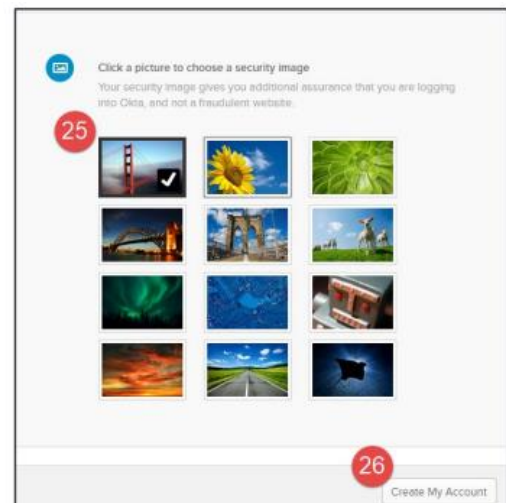 Click a picture to choose a security image
Your security image gives you additional assurance that you are logging
into Okta, and not a fraudulent website.
25
26
Create My Account